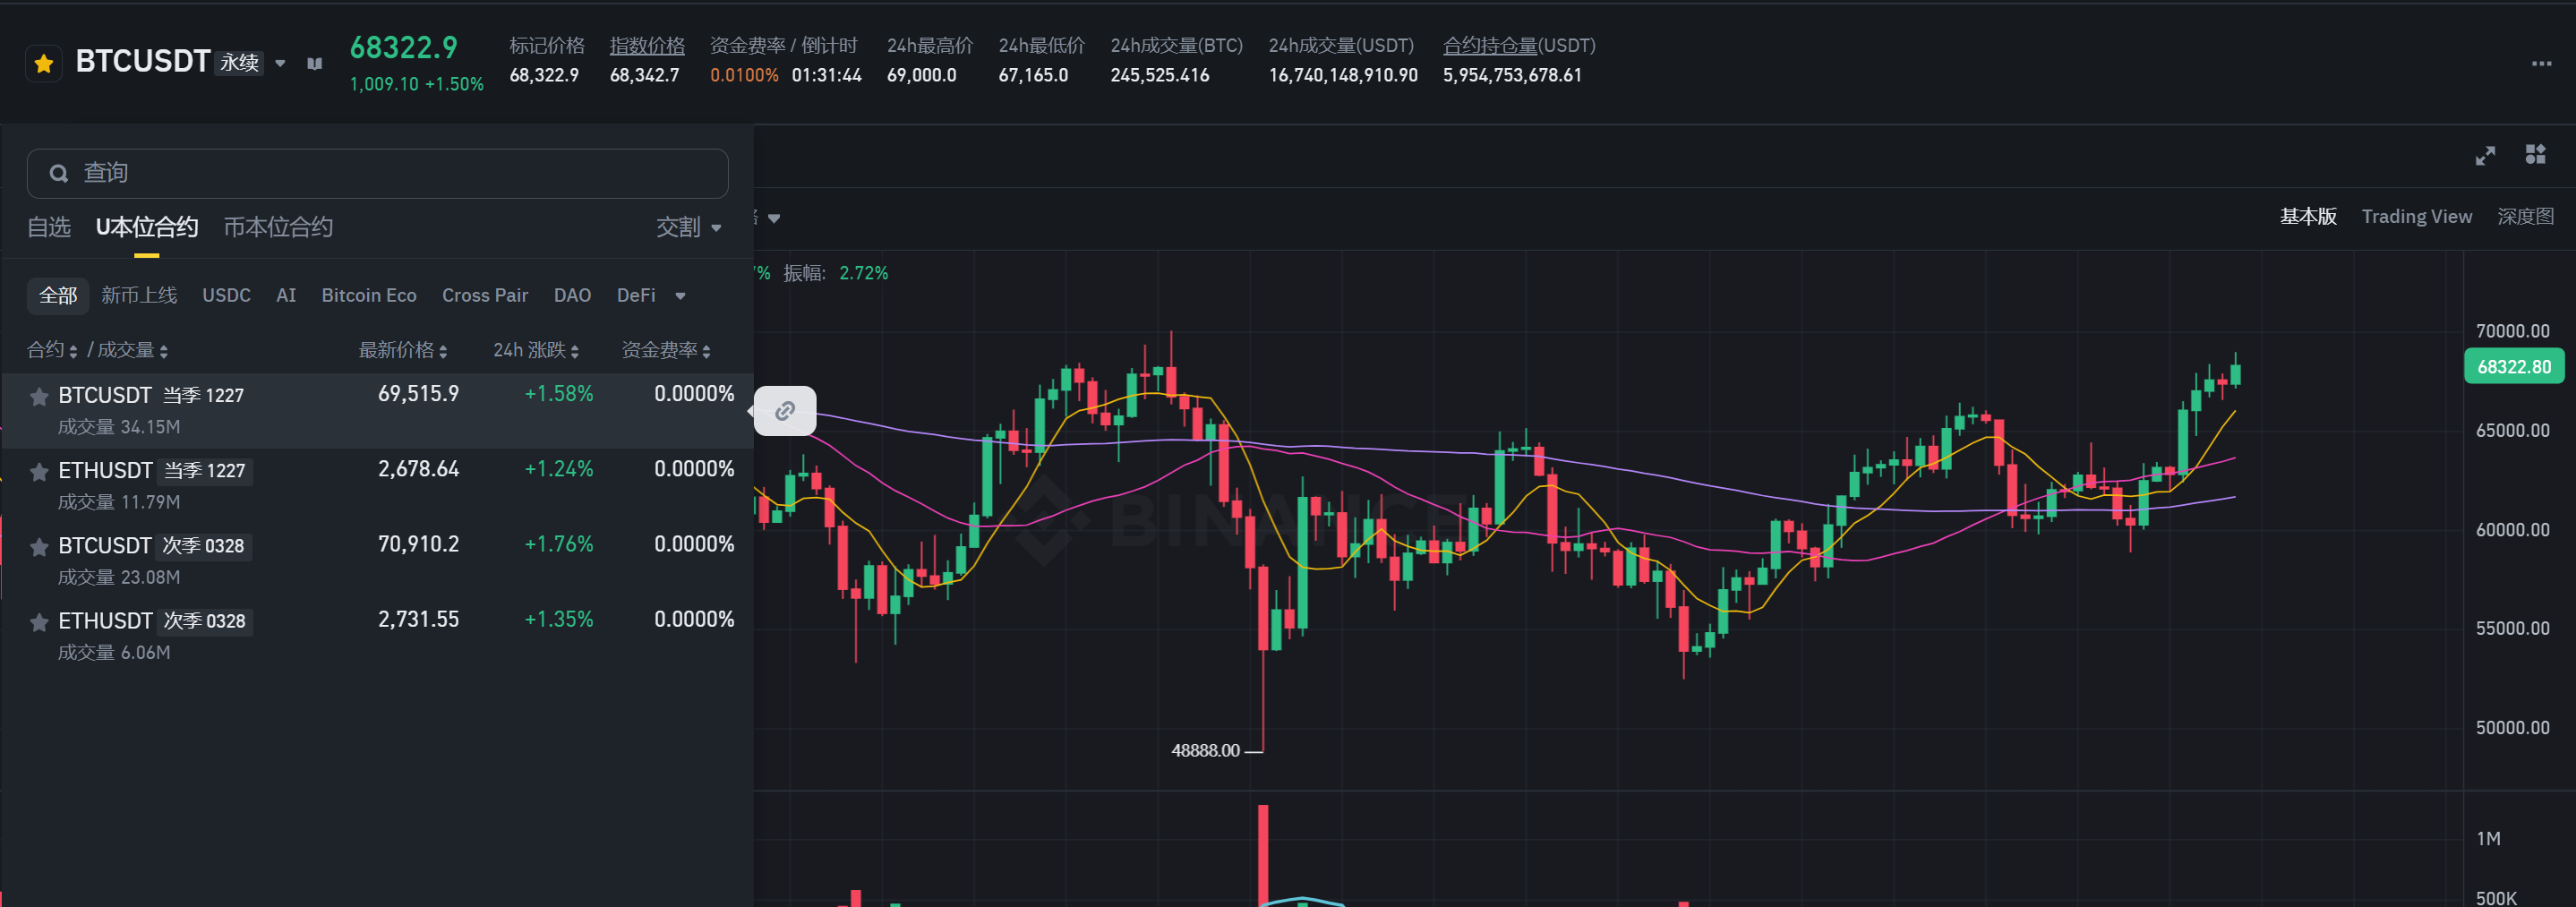 BTCUSDT 永续
68322.9
1,009.10 +1.50%
标记价格
68,322.9
指数价格
68,342.7
资金费率 / 倒计时
0.0100% 01:31:44
24h最高价
69,000.0
24h最低价
67,165.0
24h成交量(BTC)
245,525.416
24h成交量(USDT)
16,740,148,910.90
合约持仓量(USDT)
5,954,753,678.61
查询
自选 U本位合约 币本位合约 交割
全部 新币上线 USDC AI Bitcoin Eco Cross Pair DAO DeFi
合约 / 成交量 最新价格 24h 涨跌 资金费率
BTCUSDT 当季 1227 69,515.9 +1.58% 0.0000%
成交量 34.15M
ETHUSDT 当季 1227 2,678.64 +1.24% 0.0000%
成交量 11.79M
BTCUSDT 次季 0328 70,910.2 +1.76% 0.0000%
成交量 23.08M
ETHUSDT 次季 0328 2,731.55 +1.35% 0.0000%
成交量 6.06M
基本版 Trading View 深度图
% 振幅: 2.72%
BINANCE
48888.00
70000.00
68322.80
65000.00
60000.00
55000.00
50000.00
1M
500K